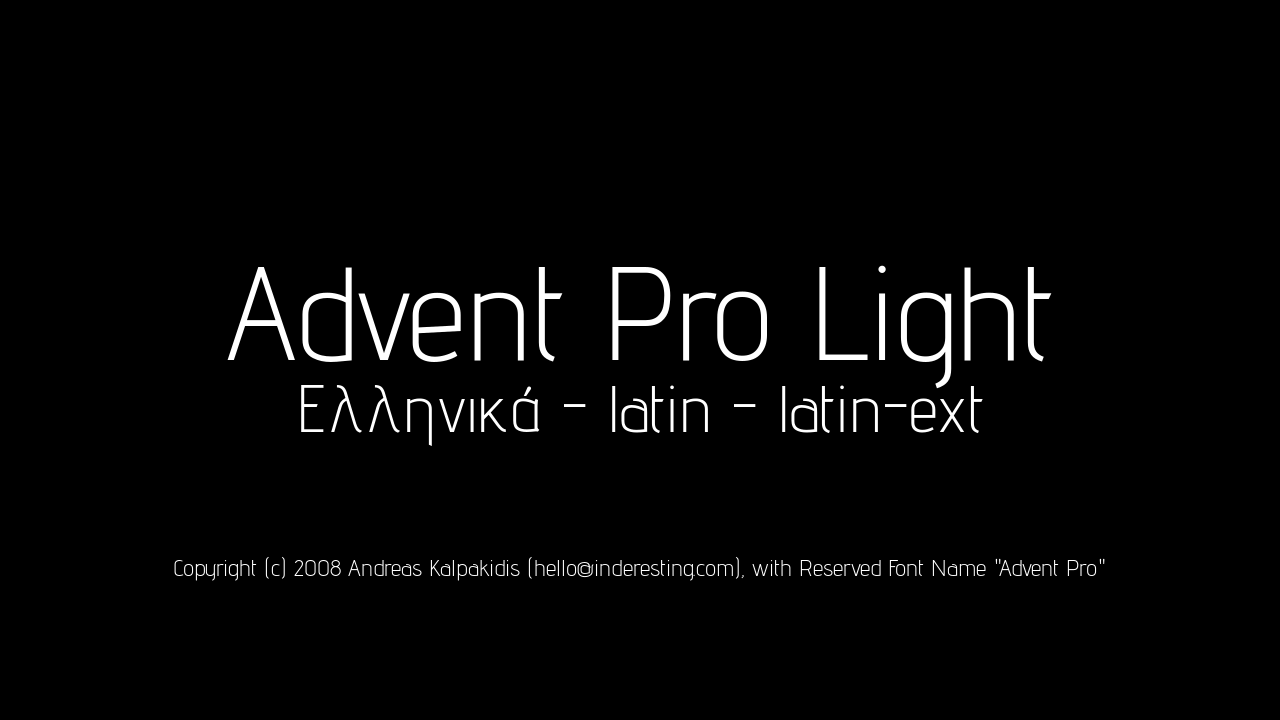 Advent Pro Light
Ελληνικά - latin - latin-ext
Copyright (c) 2008 Andreas Kalpakidis (hello@inderesting.com), with Reserved Font Name "Advent Pro"